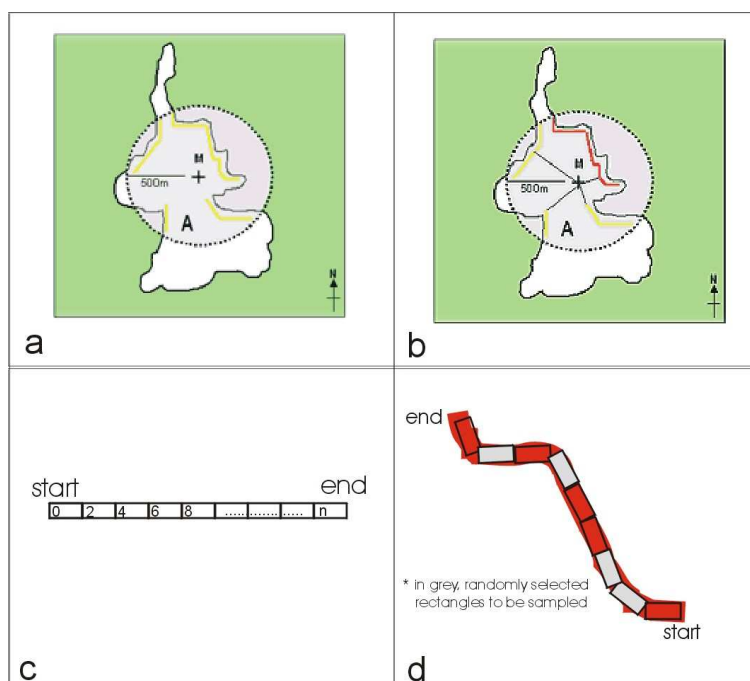 M
500m
A
N
a
M
500m
A
N
b
start end
0 2 4 6 8 ..... ....... ..... n
c
end
* in grey, randomly selected
rectangles to be sampled
start
d